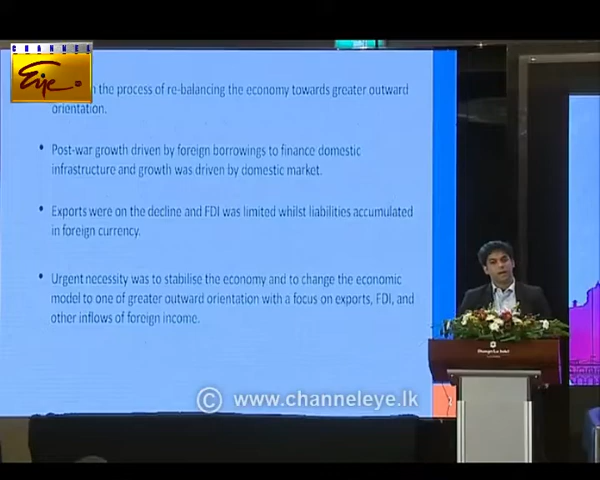 CHANNEL
Eye
the process of re-balancing the economy towards greater outward
orientation.
• Post-war growth driven by foreign borrowings to finance domestic
infrastructure and growth was driven by domestic market.
• Exports were on the decline and FDI was limited whilst liabilities accumulated
in foreign currency.
• Urgent necessity was to stabilise the economy and to change the economic
model to one of greater outward orientation with a focus on exports, FDI, and
other inflows of foreign income.
Shangri-La hotel
© www.channeleye.lk